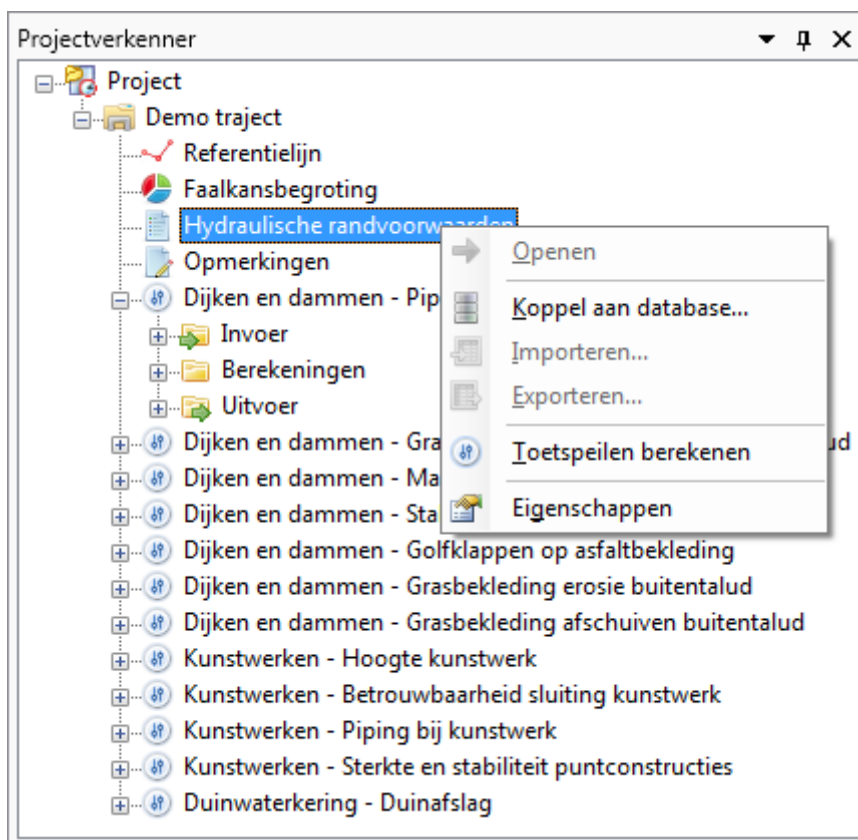 Projectverkenner
Project
Demo traject
Referentielijn
Faalkansbegroting
Hydraulische randvoorwaarden
Opmerkingen
Dijken en dammen - Pip
Invoer
Berekeningen
Uitvoer
Dijken en dammen - Gra ud
Dijken en dammen - Ma
Dijken en dammen - Sta
Dijken en dammen - Golfklappen op asfaltbekleding
Dijken en dammen - Grasbekleding erosie buitentalud
Dijken en dammen - Grasbekleding afschuiven buitentalud
Kunstwerken - Hoogte kunstwerk
Kunstwerken - Betrouwbaarheid sluiting kunstwerk
Kunstwerken - Piping bij kunstwerk
Kunstwerken - Sterkte en stabiliteit puntconstructies
Duinwaterkering - Duinafslag
Openen
Koppel aan database...
Importeren...
Exporteren...
Toetspeilen berekenen
Eigenschappen